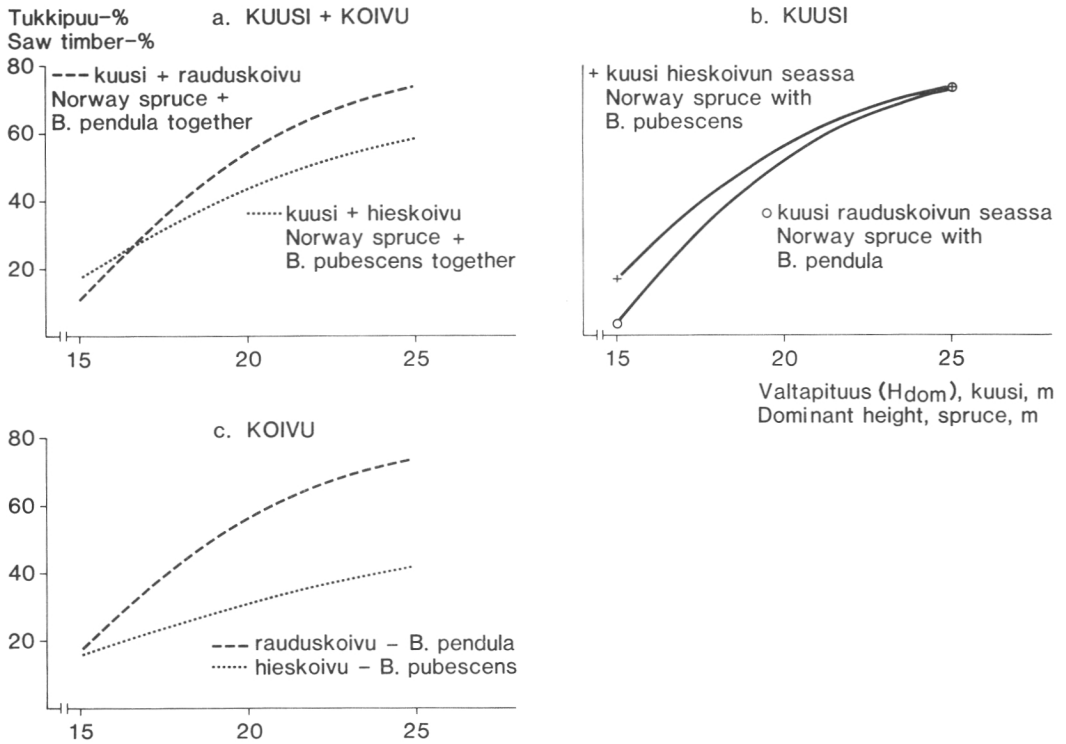 Tukkipuu-%
Saw timber-%
a. KUUSI + KOIVU
80
60
40
20
kuusi + rauduskoivu
Norway spruce +
B. pendula together
kuusi + hieskoivu
Norway spruce +
B. pubescens together
15 20 25
b. KUUSI
+ kuusi hieskoivun seassa
Norway spruce with
B. pubescens
o kuusi rauduskoivun seassa
Norway spruce with
B. pendula
15 20 25
Valtapituus (Hdom), kuusi, m
Dominant height, spruce, m
c. KOIVU
80
60
40
20
rauduskoivu – B. pendula
hieskoivu – B. pubescens
15 20 25